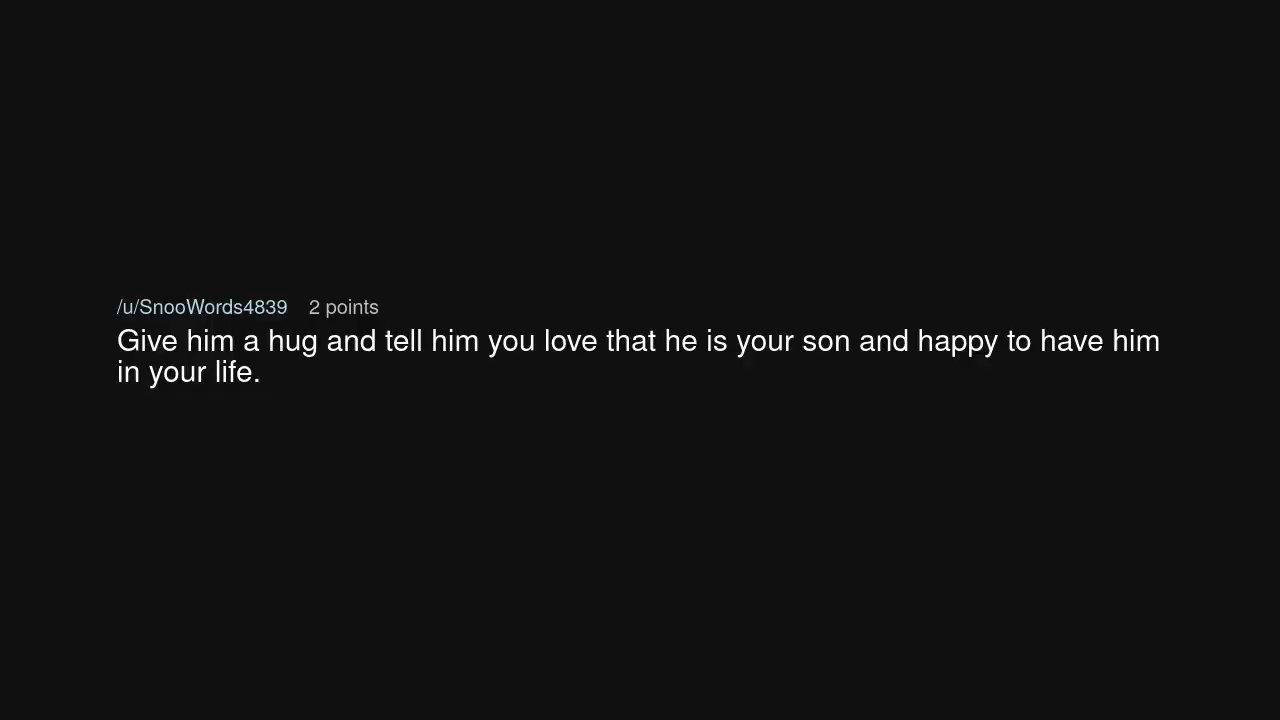 /u/SnooWords4839 2 points
Give him a hug and tell him you love that he is your son and happy to have him
in your life.